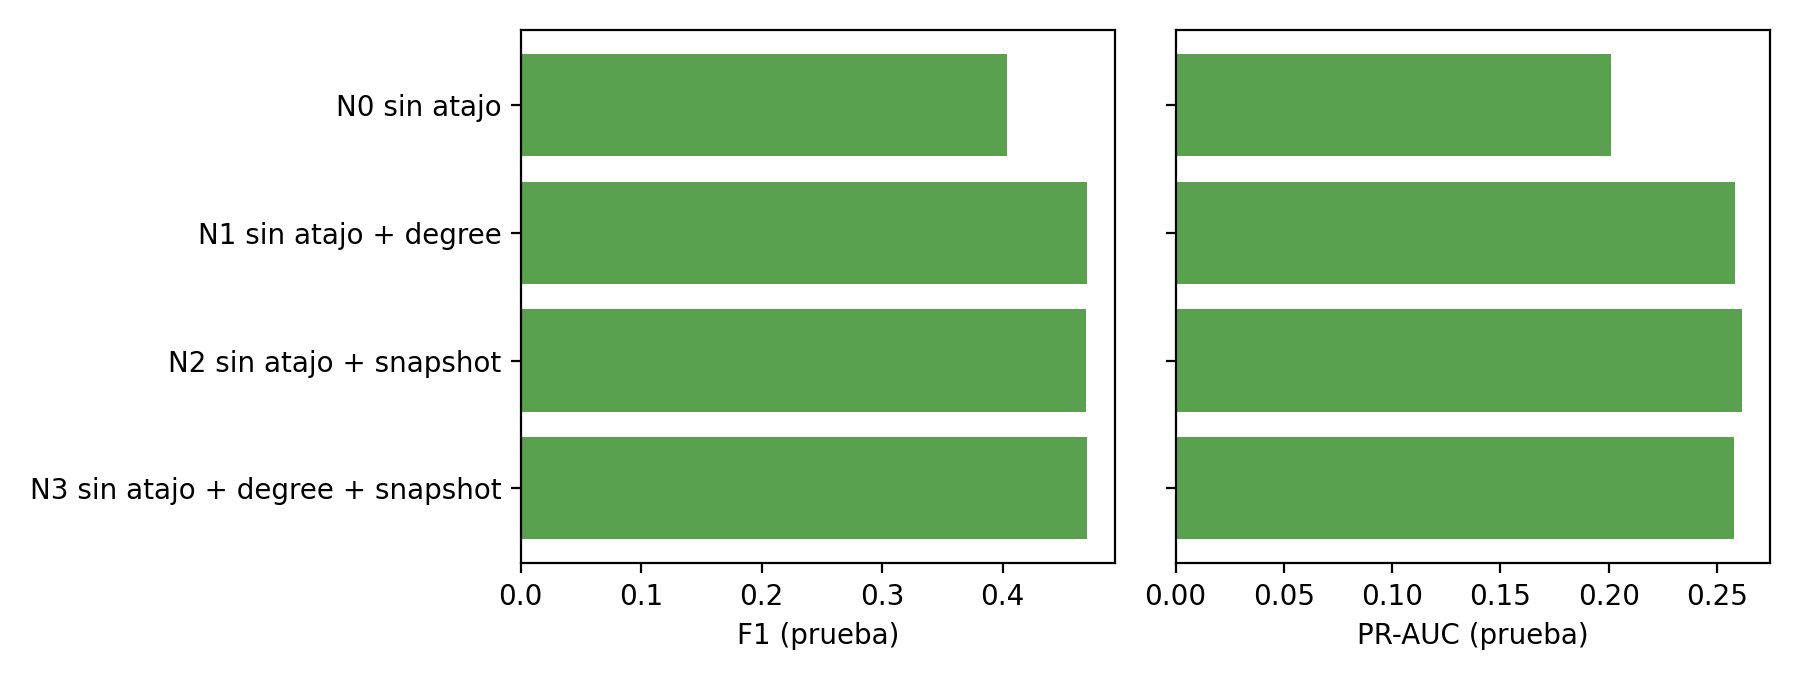 N0 sin atajo
N1 sin atajo + degree
N2 sin atajo + snapshot
N3 sin atajo + degree + snapshot
0.0 0.1 0.2 0.3 0.4
F1 (prueba)
0.00 0.05 0.10 0.15 0.20 0.25
PR-AUC (prueba)